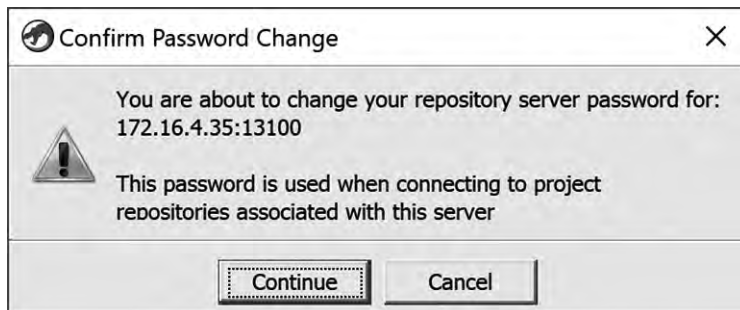 Confirm Password Change
You are about to change your repository server password for:
172.16.4.35:13100
This password is used when connecting to project
repositories associated with this server
Continue
Cancel